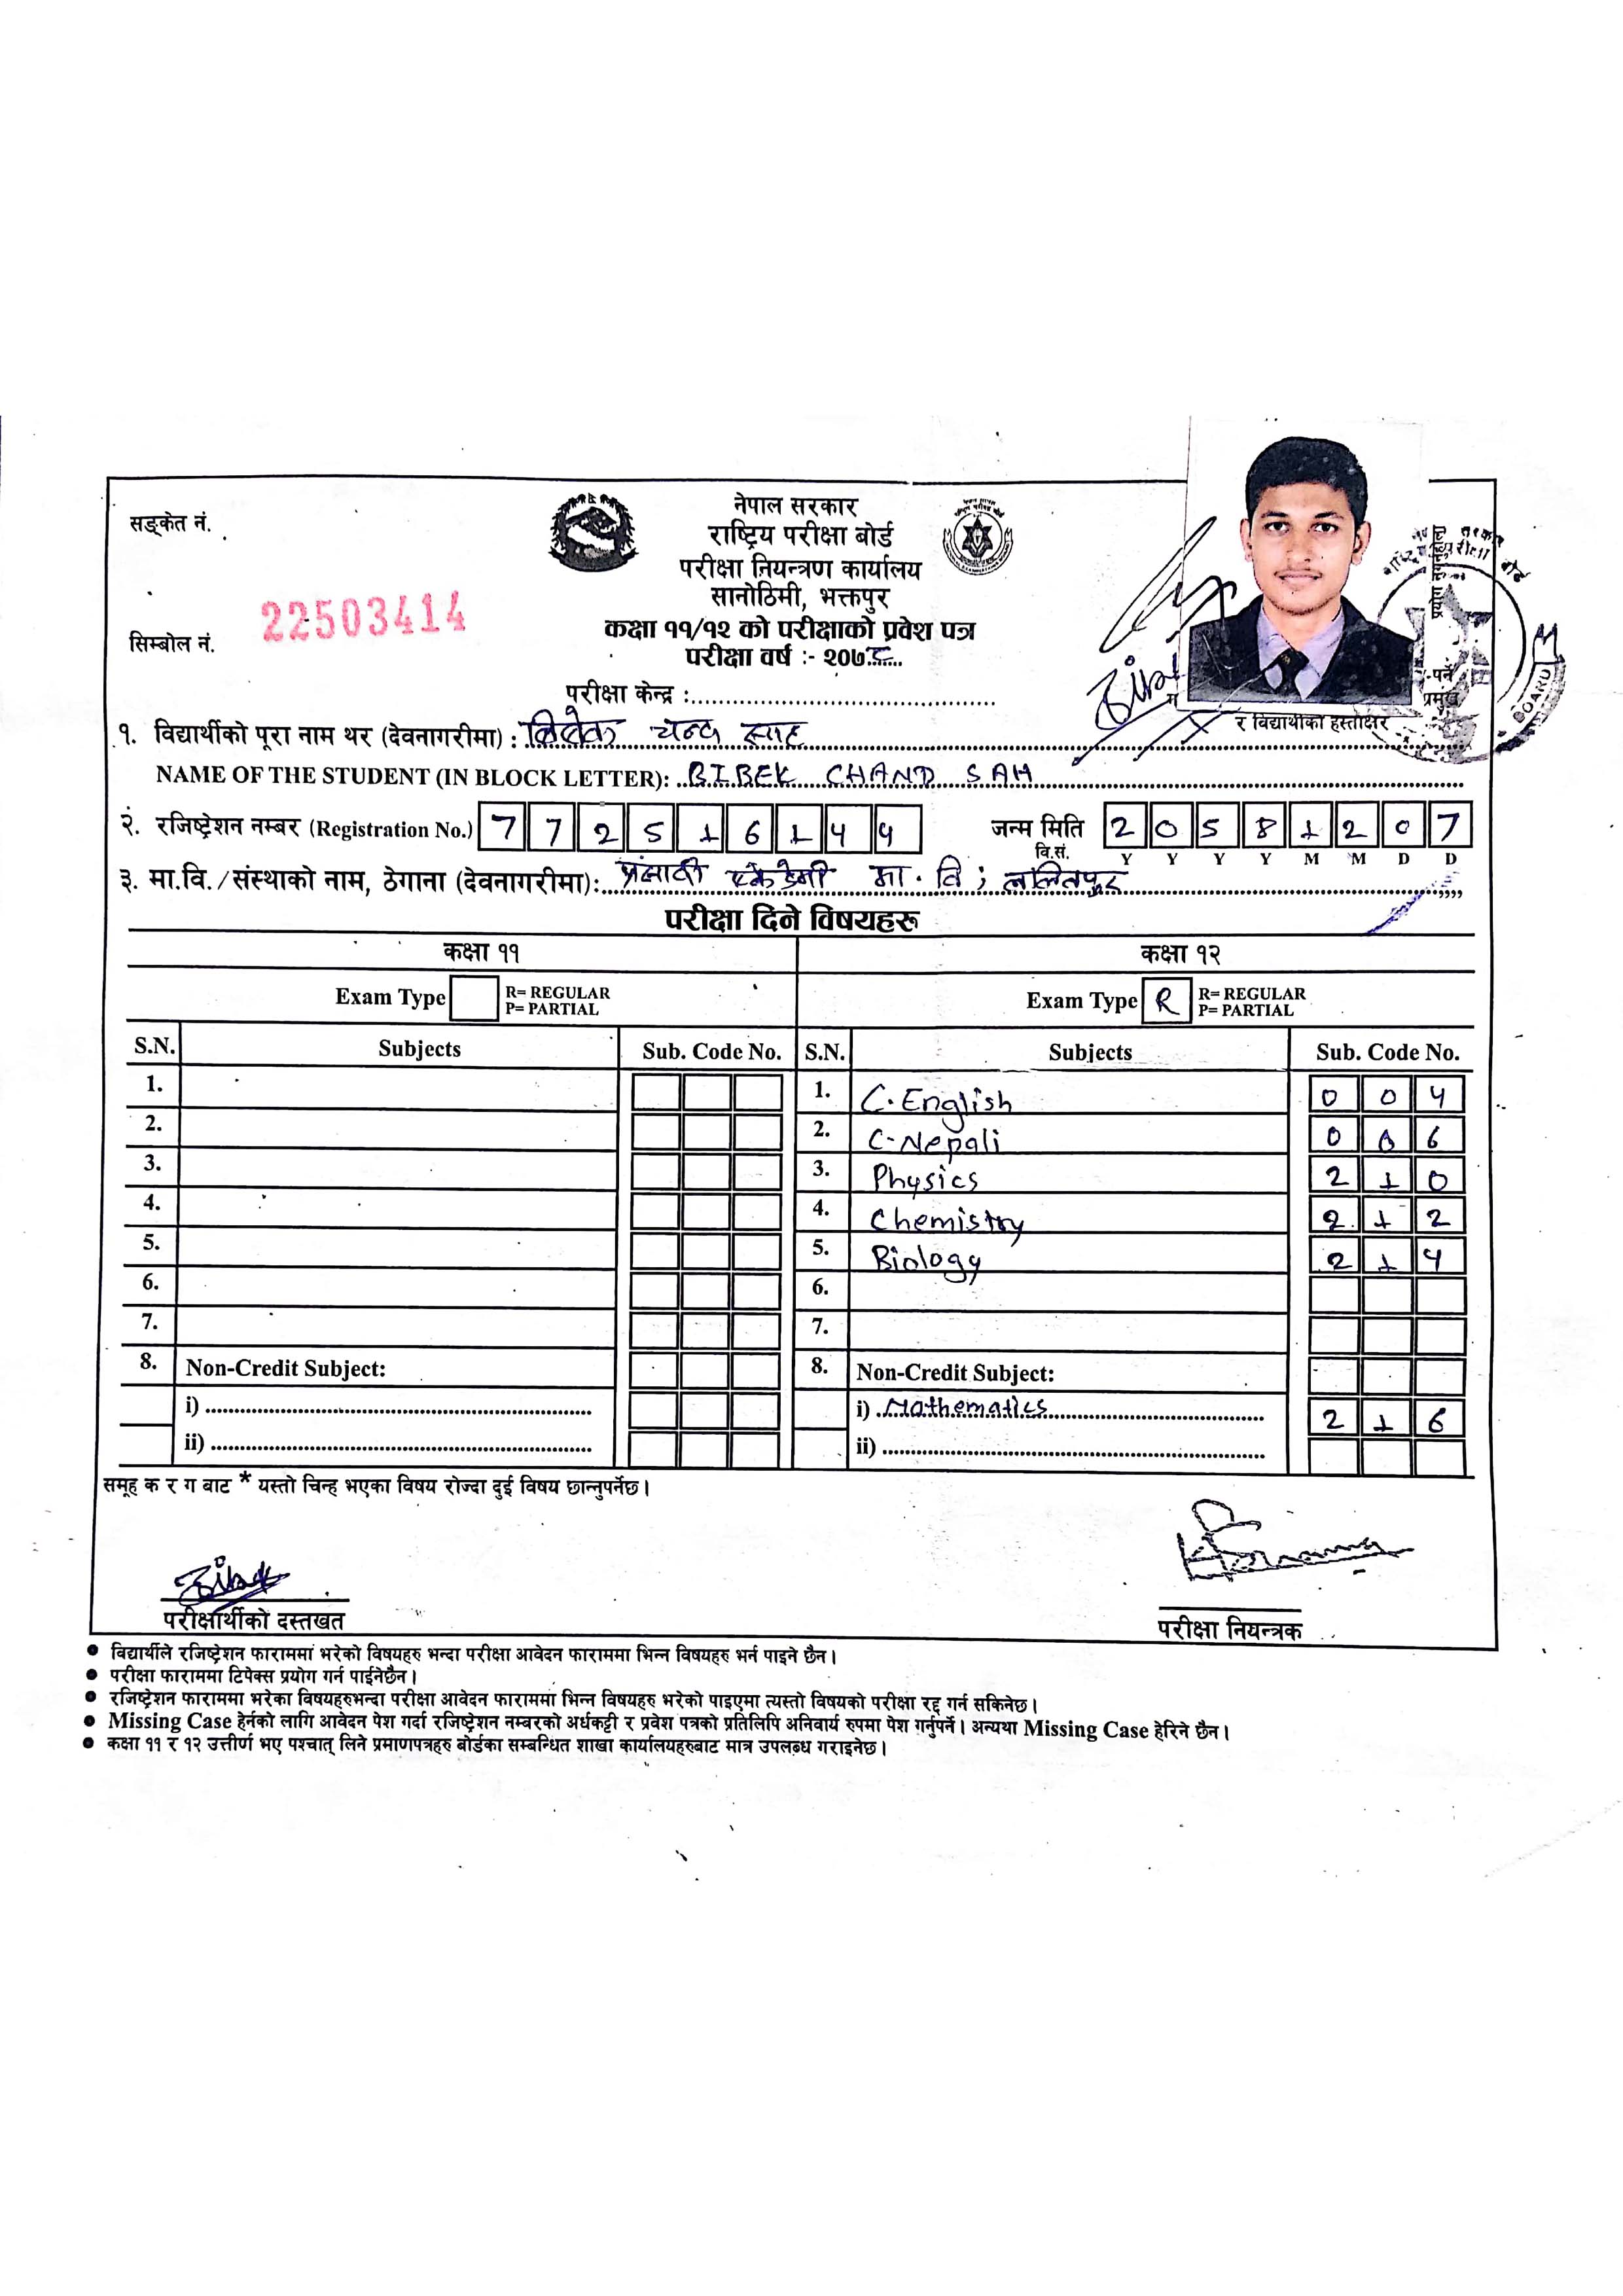 सङ्केत नं.
नेपाल सरकार
राष्ट्रिय परीक्षा बोर्ड
परीक्षा नियन्त्रण कार्यालय
सानोठिमी, भक्तपुर
सिम्बोल नं. 22503414
कक्षा ११/१२ को परीक्षाको प्रवेश पत्र
परीक्षा वर्ष :- २०७८
परीक्षा केन्द्र :
र विद्यार्थीको हस्ताक्षर
१. विद्यार्थीको पूरा नाम थर (देवनागरीमा) : विवेक चन्द साह
NAME OF THE STUDENT (IN BLOCK LETTER): BIBEK CHAND SAH
२. रजिष्ट्रेशन नम्बर (Registration No.) 7 7 2 5 1 6 1 4 4 जन्म मिति वि.सं. 2 0 5 8 1 2 0 7
Y Y Y Y M M D D
३. मा.वि./संस्थाको नाम, ठेगाना (देवनागरीमा): प्रसादी एकेडेमी मा. वि ; ललितपुर
परीक्षा दिने विषयहरू
कक्षा ११ कक्षा १२
Exam Type R= REGULAR P= PARTIAL Exam Type R R= REGULAR P= PARTIAL
S.N. Subjects Sub. Code No. S.N. Subjects Sub. Code No.
1. 1. C. English 0 0 4
2. 2. C-Nepali 0 0 6
3. 3. Physics 2 1 0
4. 4. Chemistry 2 1 2
5. 5. Biology 2 1 4
6. 6.
7. 7.
8. Non-Credit Subject: 8. Non-Credit Subject:
i) i) Mathematics 2 1 6
ii) ii)
समूह क र ग बाट * यस्तो चिन्ह भएका विषय रोज्दा दुई विषय छान्नुपर्नेछ।
परीक्षार्थीको दस्तखत परीक्षा नियन्त्रक
विद्यार्थीले रजिष्ट्रेशन फाराममा भरेको विषयहरु भन्दा परीक्षा आवेदन फाराममा भिन्न विषयहरु भर्न पाइने छैन।
परीक्षा फाराममा टिपेक्स प्रयोग गर्न पाईनेछैन।
रजिष्ट्रेशन फाराममा भरेका विषयहरुभन्दा परीक्षा आवेदन फाराममा भिन्न विषयहरु भरेको पाइएमा त्यस्तो विषयको परीक्षा रद्द गर्न सकिनेछ।
Missing Case हेर्नको लागि आवेदन पेश गर्दा रजिष्ट्रेशन नम्बरको अर्धकट्टी र प्रवेश पत्रको प्रतिलिपि अनिवार्य रुपमा पेश गर्नुपर्ने। अन्यथा Missing Case हेरिने छैन।
कक्षा ११ र १२ उत्तीर्ण भए पश्चात् लिने प्रमाणपत्रहरु बोर्डका सम्बन्धित शाखा कार्यालयहरुबाट मात्र उपलब्ध गराइनेछ।